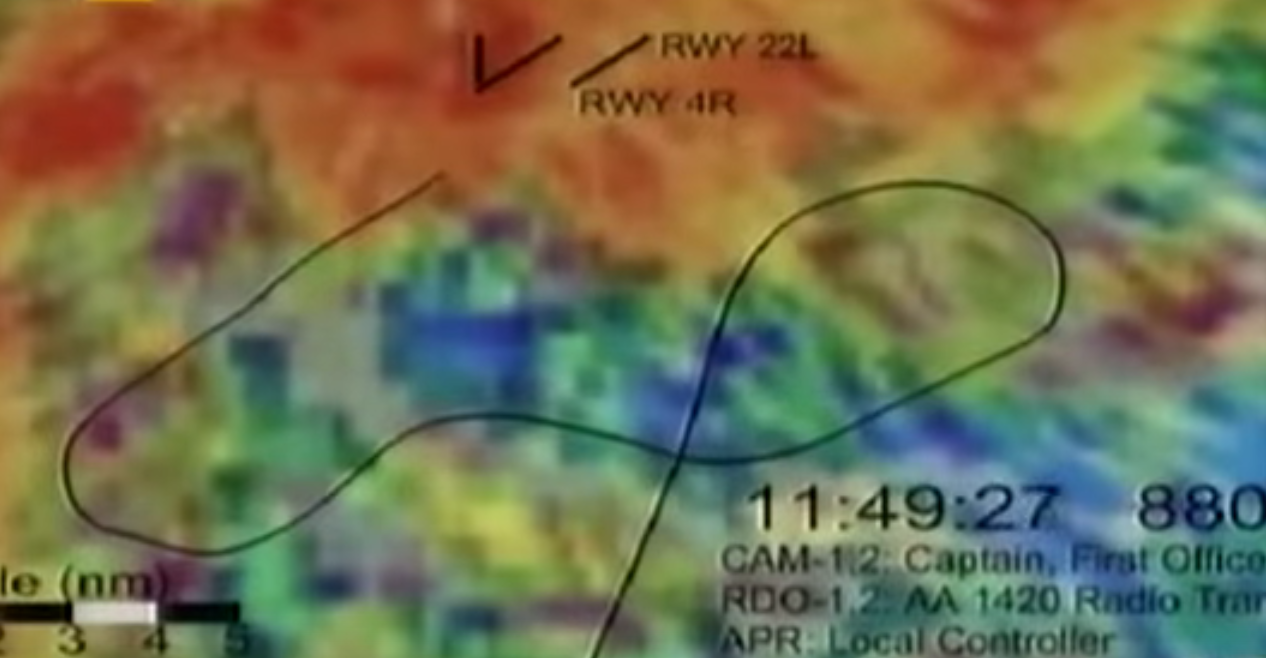 RWY 22L
RWY 4R
11:49:27 880
CAM-1,2: Captain, First Office
RDO-1,2: AA 1420 Radio Tran
APR: Local Controller
le (nm)
2 3 4 5